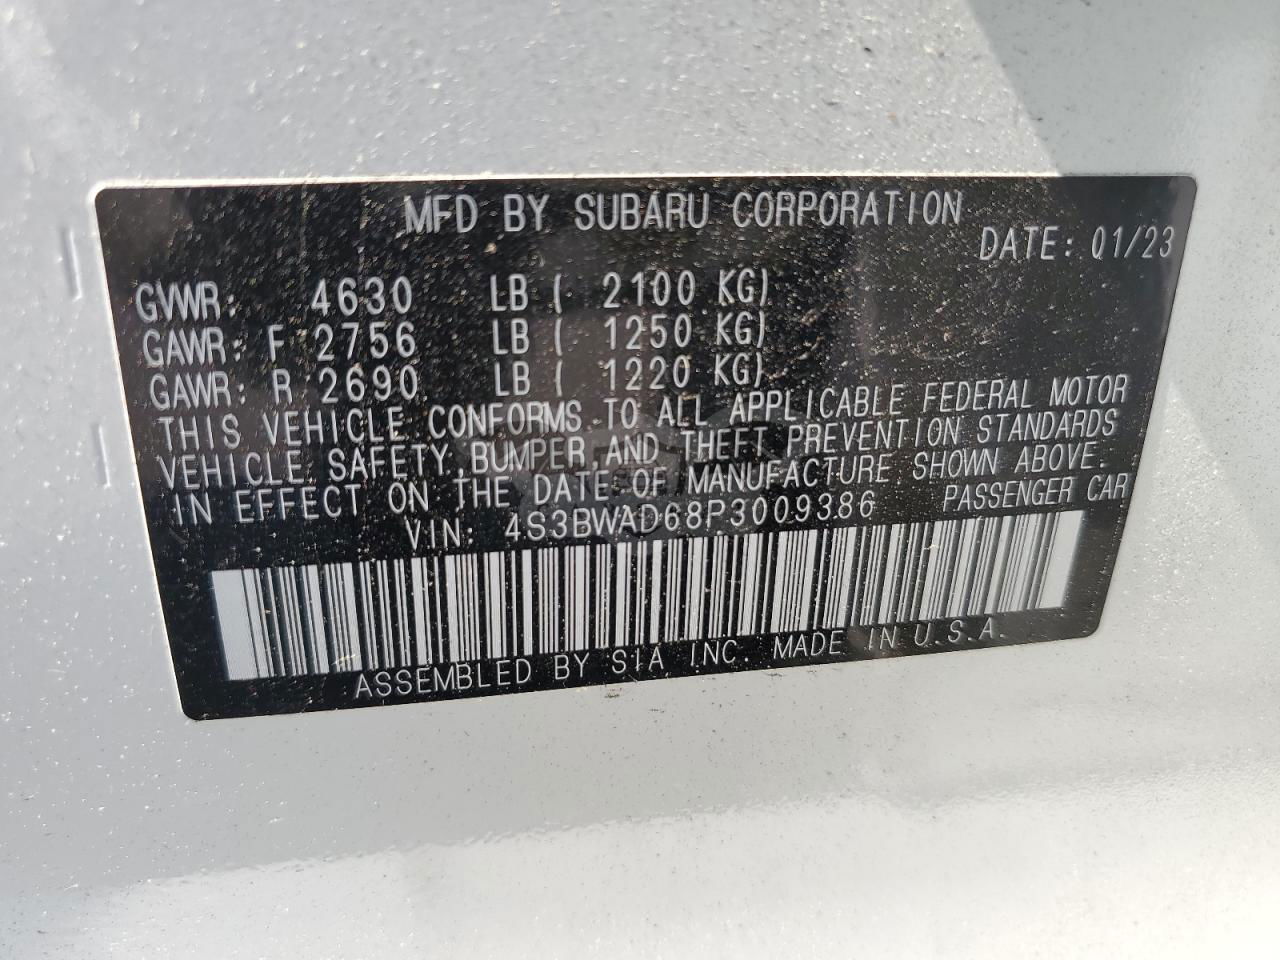 MFD BY SUBARU CORPORATION
DATE: 01/23
GVWR: 4630 LB ( 2100 KG)
GAWR: F 2756 LB ( 1250 KG)
GAWR: R 2690 LB ( 1220 KG)
THIS VEHICLE CONFORMS TO ALL APPLICABLE FEDERAL MOTOR
VEHICLE SAFETY, BUMPER, AND THEFT PREVENTION STANDARDS
IN EFFECT ON THE DATE OF MANUFACTURE SHOWN ABOVE.
VIN: 4S3BWAD68P3009386 PASSENGER CAR
ASSEMBLED BY SIA INC. MADE IN U.S.A.